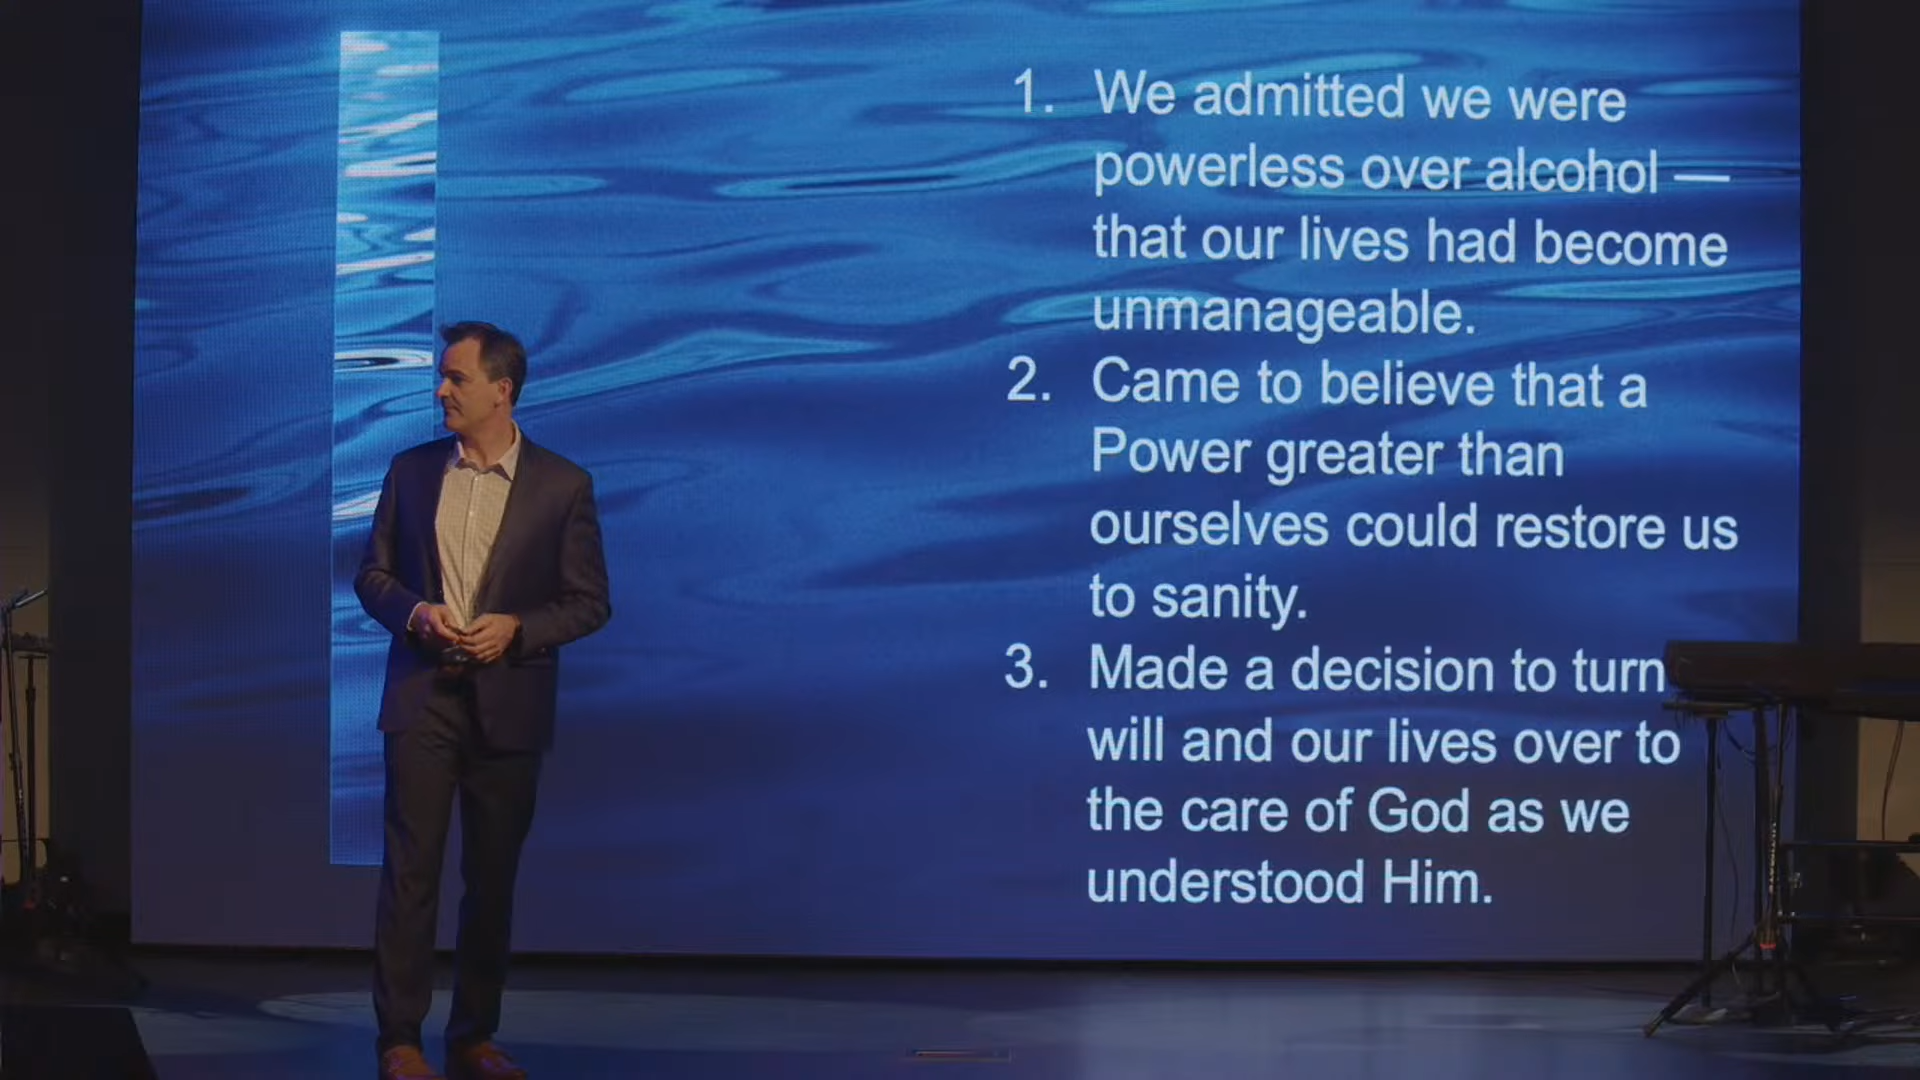 1. We admitted we were
powerless over alcohol —
that our lives had become
unmanageable.
2. Came to believe that a
Power greater than
ourselves could restore us
to sanity.
3. Made a decision to turn
will and our lives over to
the care of God as we
understood Him.